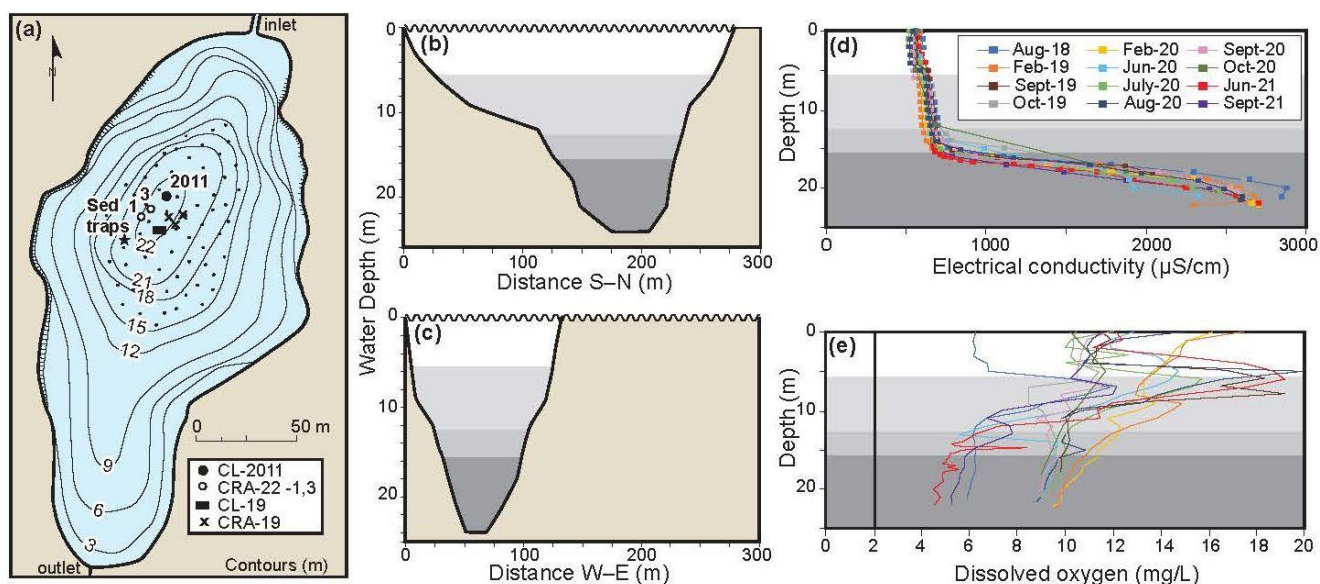 (a)
inlet
N
2011
Sed 1 3
traps
22
21
18
15
12
9
6
3
0 50 m
CL-2011
CRA-22 -1,3
CL-19
CRA-19
outlet
Contours (m)
Water Depth (m)
(b)
0
10
20
0 100 200 300
Distance S–N (m)
(c)
0
10
20
0 100 200 300
Distance W–E (m)
(d)
Depth (m)
0
10
20
Aug-18 Feb-20 Sept-20
Feb-19 Jun-20 Oct-20
Sept-19 July-20 Jun-21
Oct-19 Aug-20 Sept-21
0 1000 2000 3000
Electrical conductivity (µS/cm)
(e)
Depth (m)
0
10
20
0 2 4 6 8 10 12 14 16 18 20
Dissolved oxygen (mg/L)